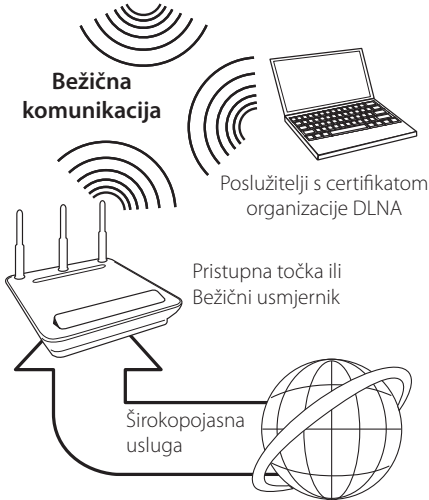 Bežična
komunikacija
Poslužitelji s certifikatom
organizacije DLNA
Pristupna točka ili
Bežični usmjernik
Širokopojasna
usluga